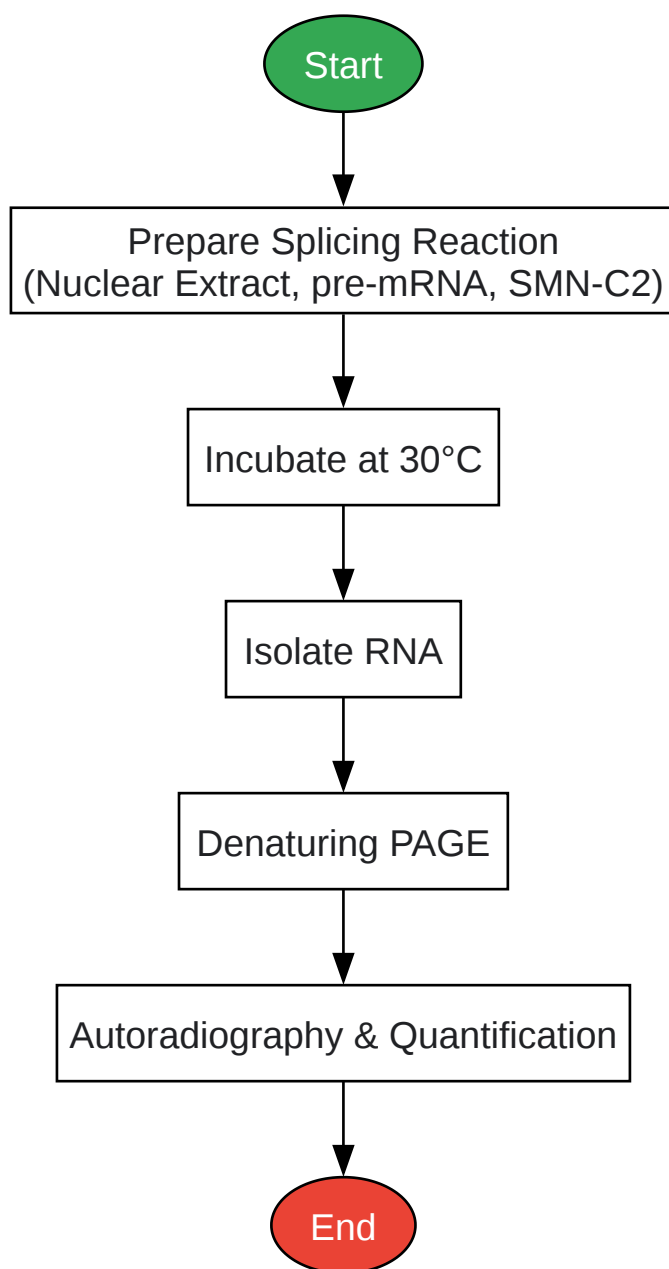 Start
Prepare Splicing Reaction
(Nuclear Extract, pre-mRNA, SMN-C2)
Incubate at 30°C
Isolate RNA
Denaturing PAGE
Autoradiography & Quantification
End